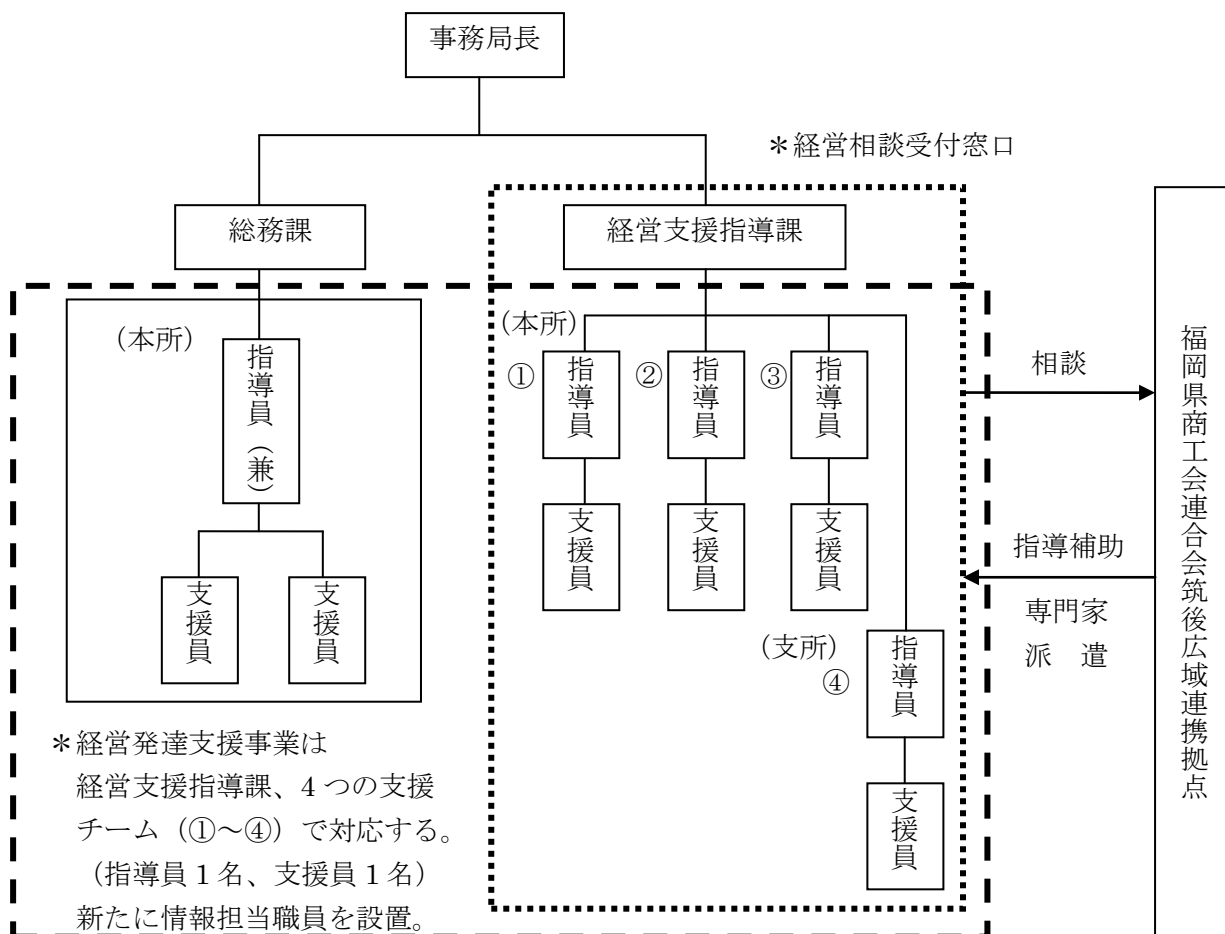 事務局長
＊経営相談受付窓口
総務課
経営支援指導課
（本所）
指導員（兼）
支援員
支援員
（本所）
①
指導員
②
指導員
③
指導員
支援員
支援員
支援員
（支所）
④
指導員
支援員
相談
指導補助
専門家
派　遣
福岡県商工会連合会筑後広域連携拠点
＊経営発達支援事業は
経営支援指導課、4つの支援
チーム（①～④）で対応する。
（指導員1名、支援員1名）
新たに情報担当職員を設置。